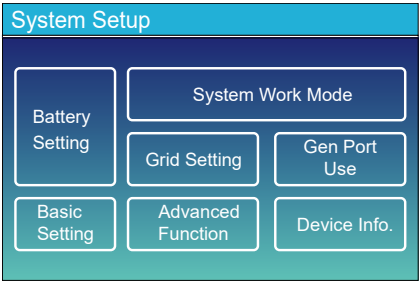 System Setup
Battery
Setting
System Work Mode
Grid Setting
Gen Port
Use
Basic
Setting
Advanced
Function
Device Info.